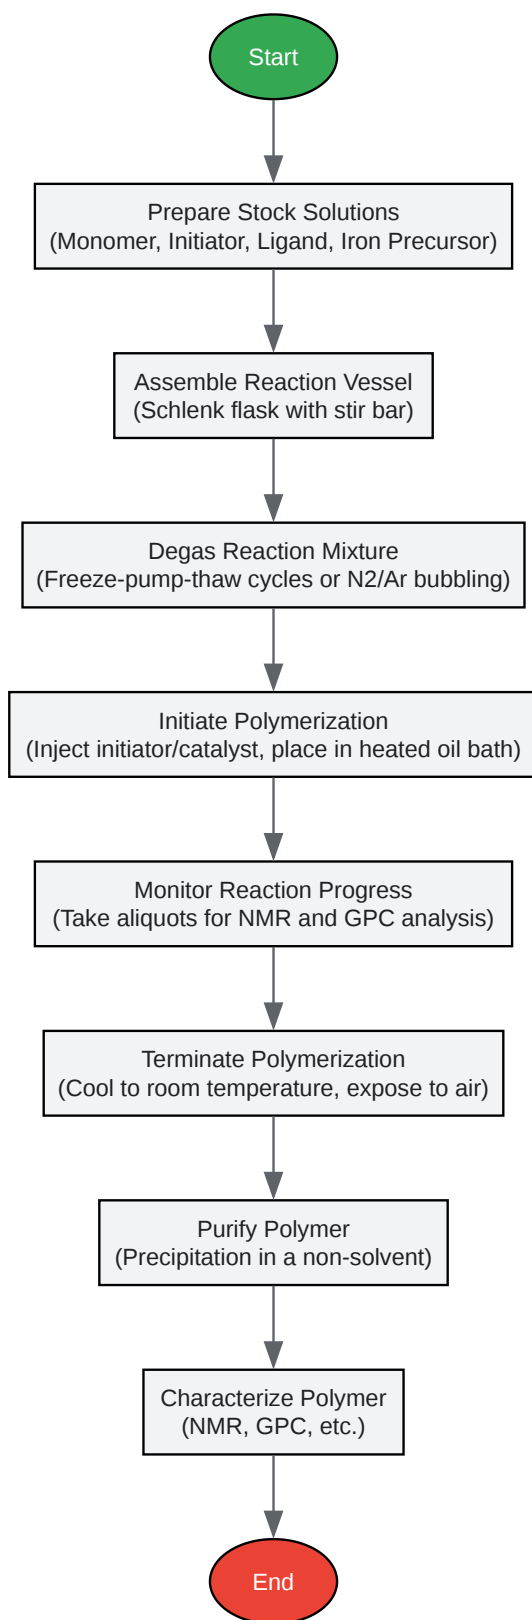 Start
Prepare Stock Solutions
(Monomer, Initiator, Ligand, Iron Precursor)
Assemble Reaction Vessel
(Schlenk flask with stir bar)
Degas Reaction Mixture
(Freeze-pump-thaw cycles or N2/Ar bubbling)
Initiate Polymerization
(Inject initiator/catalyst, place in heated oil bath)
Monitor Reaction Progress
(Take aliquots for NMR and GPC analysis)
Terminate Polymerization
(Cool to room temperature, expose to air)
Purify Polymer
(Precipitation in a non-solvent)
Characterize Polymer
(NMR, GPC, etc.)
End